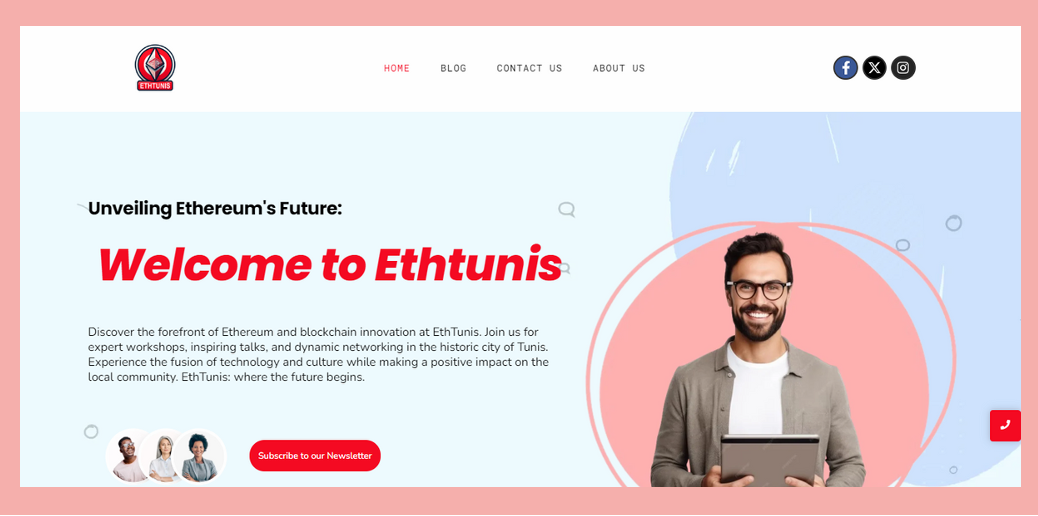 ETHTUNIS
HOME BLOG CONTACT US ABOUT US
Unveiling Ethereum's Future:
Welcome to Ethtunis
Discover the forefront of Ethereum and blockchain innovation at EthTunis. Join us for
expert workshops, inspiring talks, and dynamic networking in the historic city of Tunis.
Experience the fusion of technology and culture while making a positive impact on the
local community. EthTunis: where the future begins.
Subscribe to our Newsletter